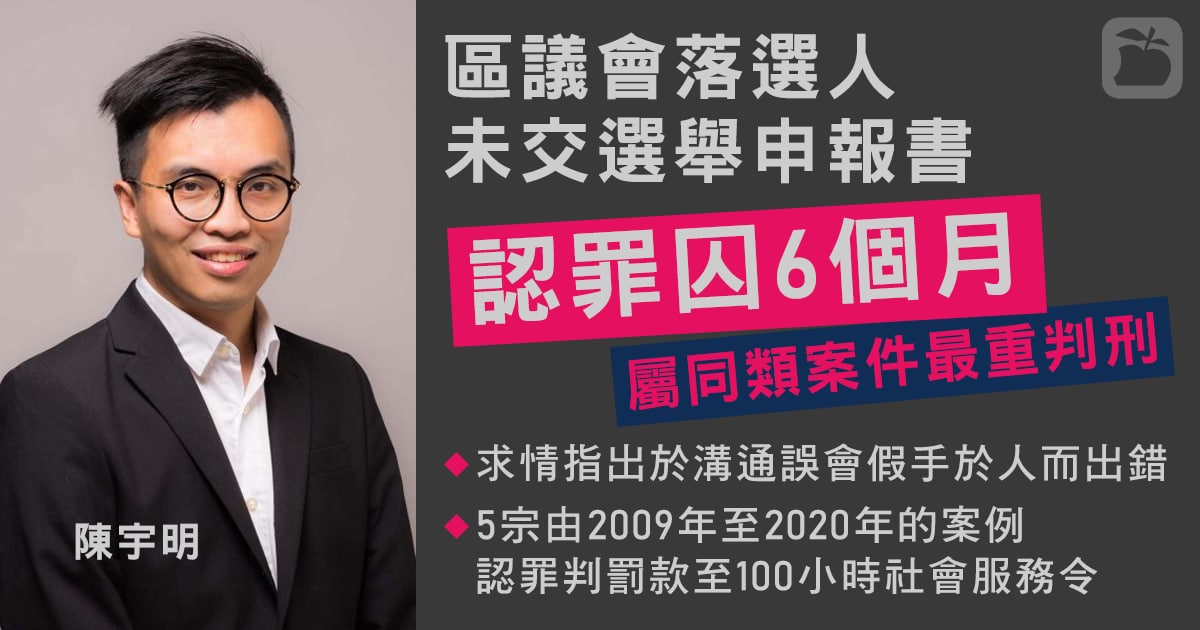 區議會落選人
未交選舉申報書
認罪囚6個月
屬同類案件最重判刑
求情指出於溝通誤會假手於人而出錯
5宗由2009年至2020年的案例
認罪判罰款至100小時社會服務令
陳宇明